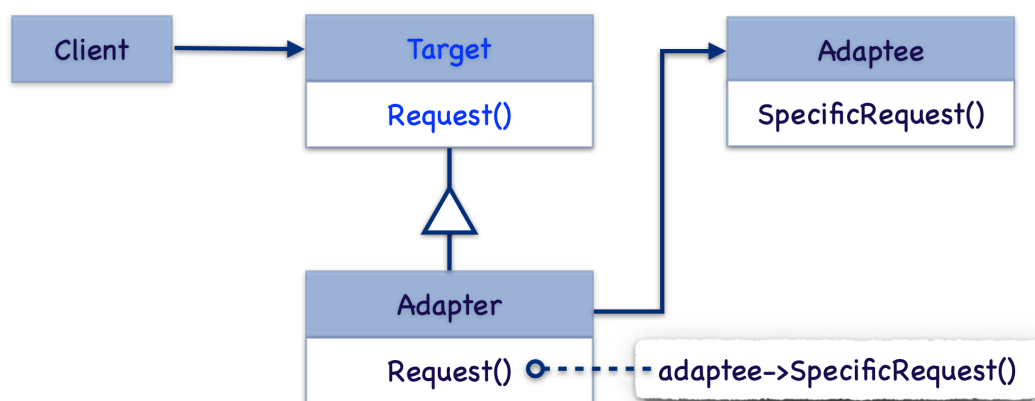 Client
Target
Request()
Adaptee
SpecificRequest()
Adapter
Request()
adaptee->SpecificRequest()